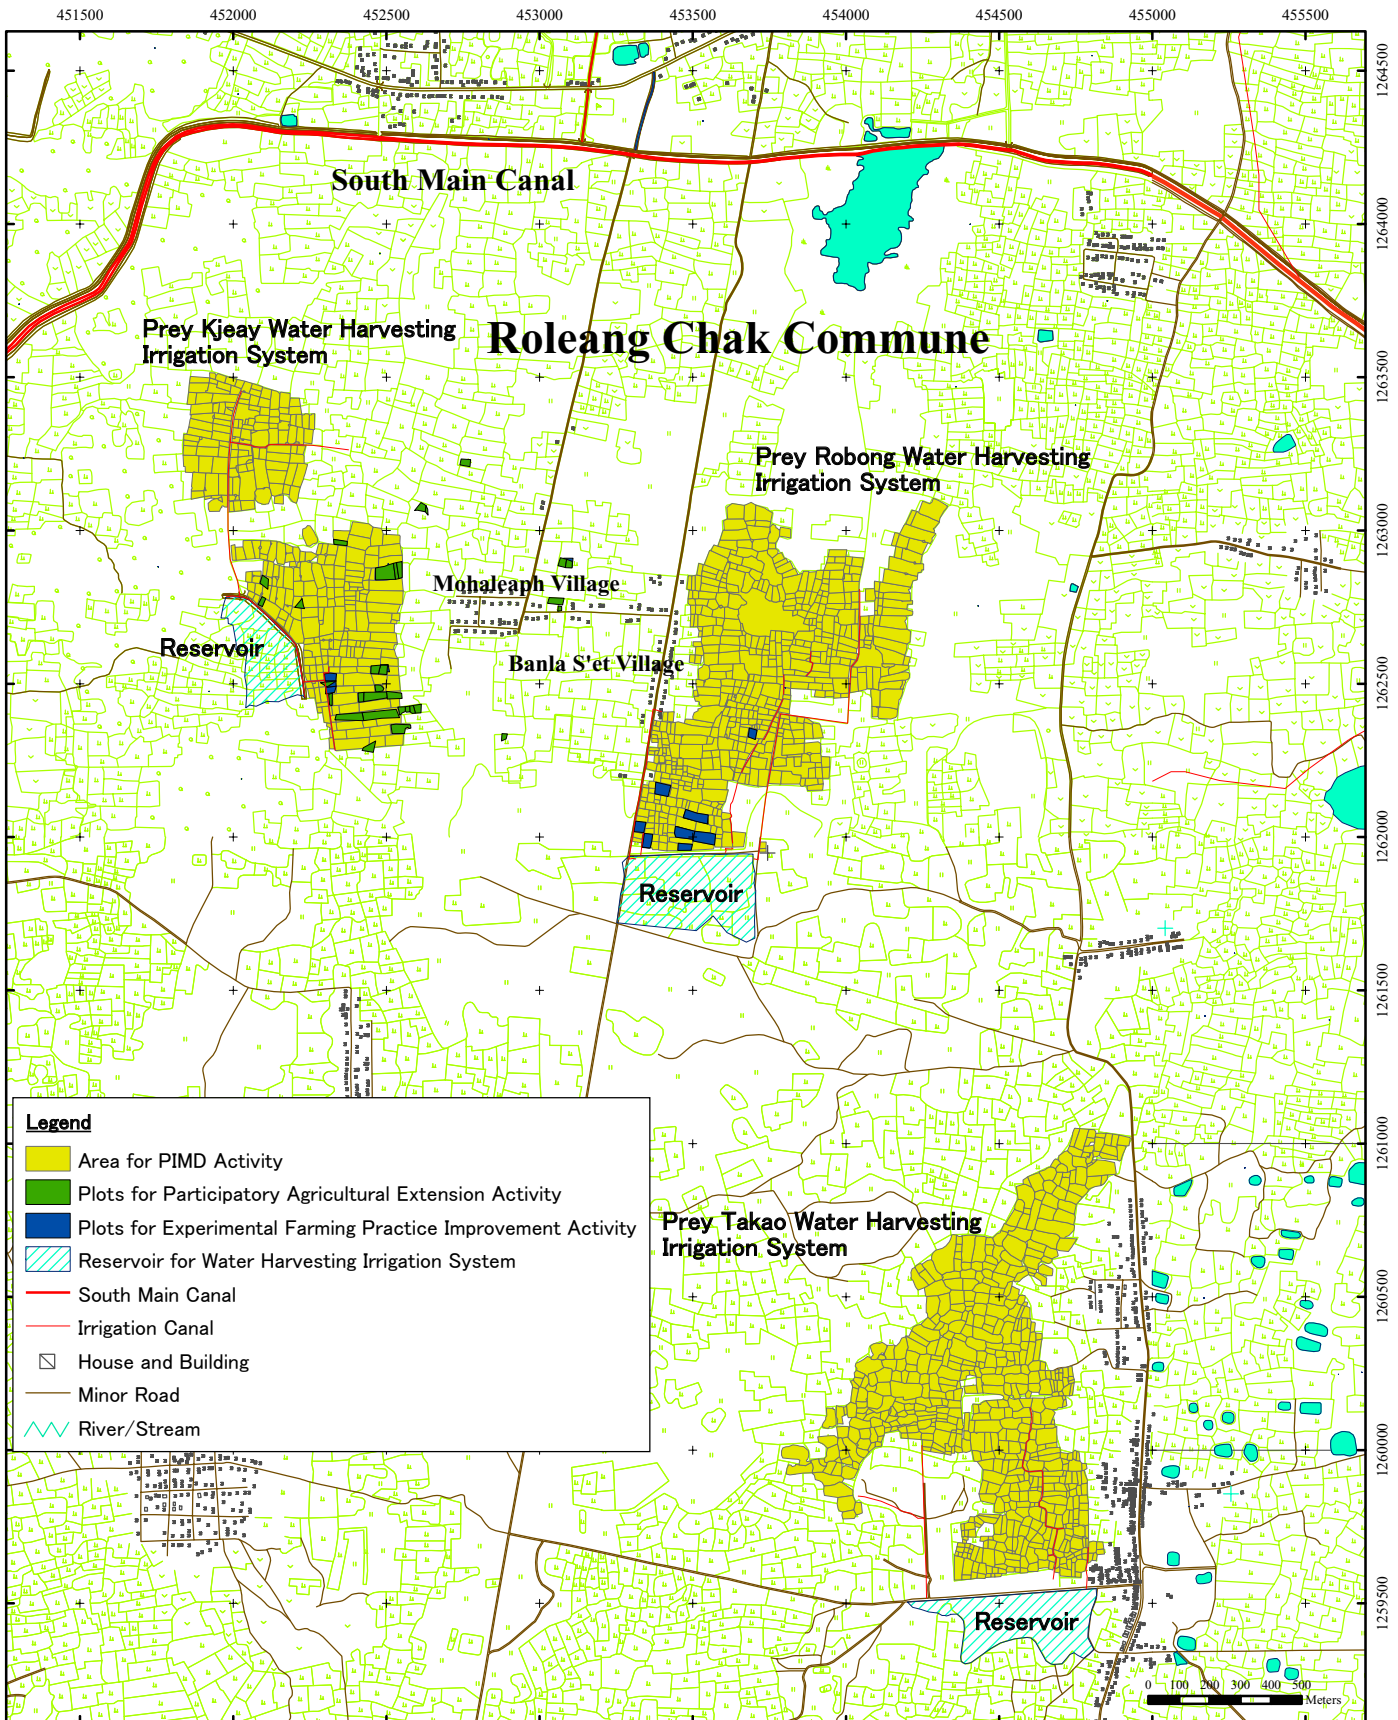 451500 452000 452500 453000 453500 454000 454500 455000 455500
1264500
South Main Canal
1264000
Prey Kjeay Water Harvesting
Irrigation System
Roleang Chak Commune
1263500
Prey Robong Water Harvesting
Irrigation System
1263000
Mohaleaph Village
Reservoir
Banla S'et Village
1262500
1262000
Reservoir
1261500
Legend
Area for PIMD Activity
Plots for Participatory Agricultural Extension Activity
Plots for Experimental Farming Practice Improvement Activity
Reservoir for Water Harvesting Irrigation System
South Main Canal
Irrigation Canal
House and Building
Minor Road
River/Stream
1261000
Prey Takao Water Harvesting
Irrigation System
1260500
1260000
1259500
Reservoir
0 100 200 300 400 500
Meters